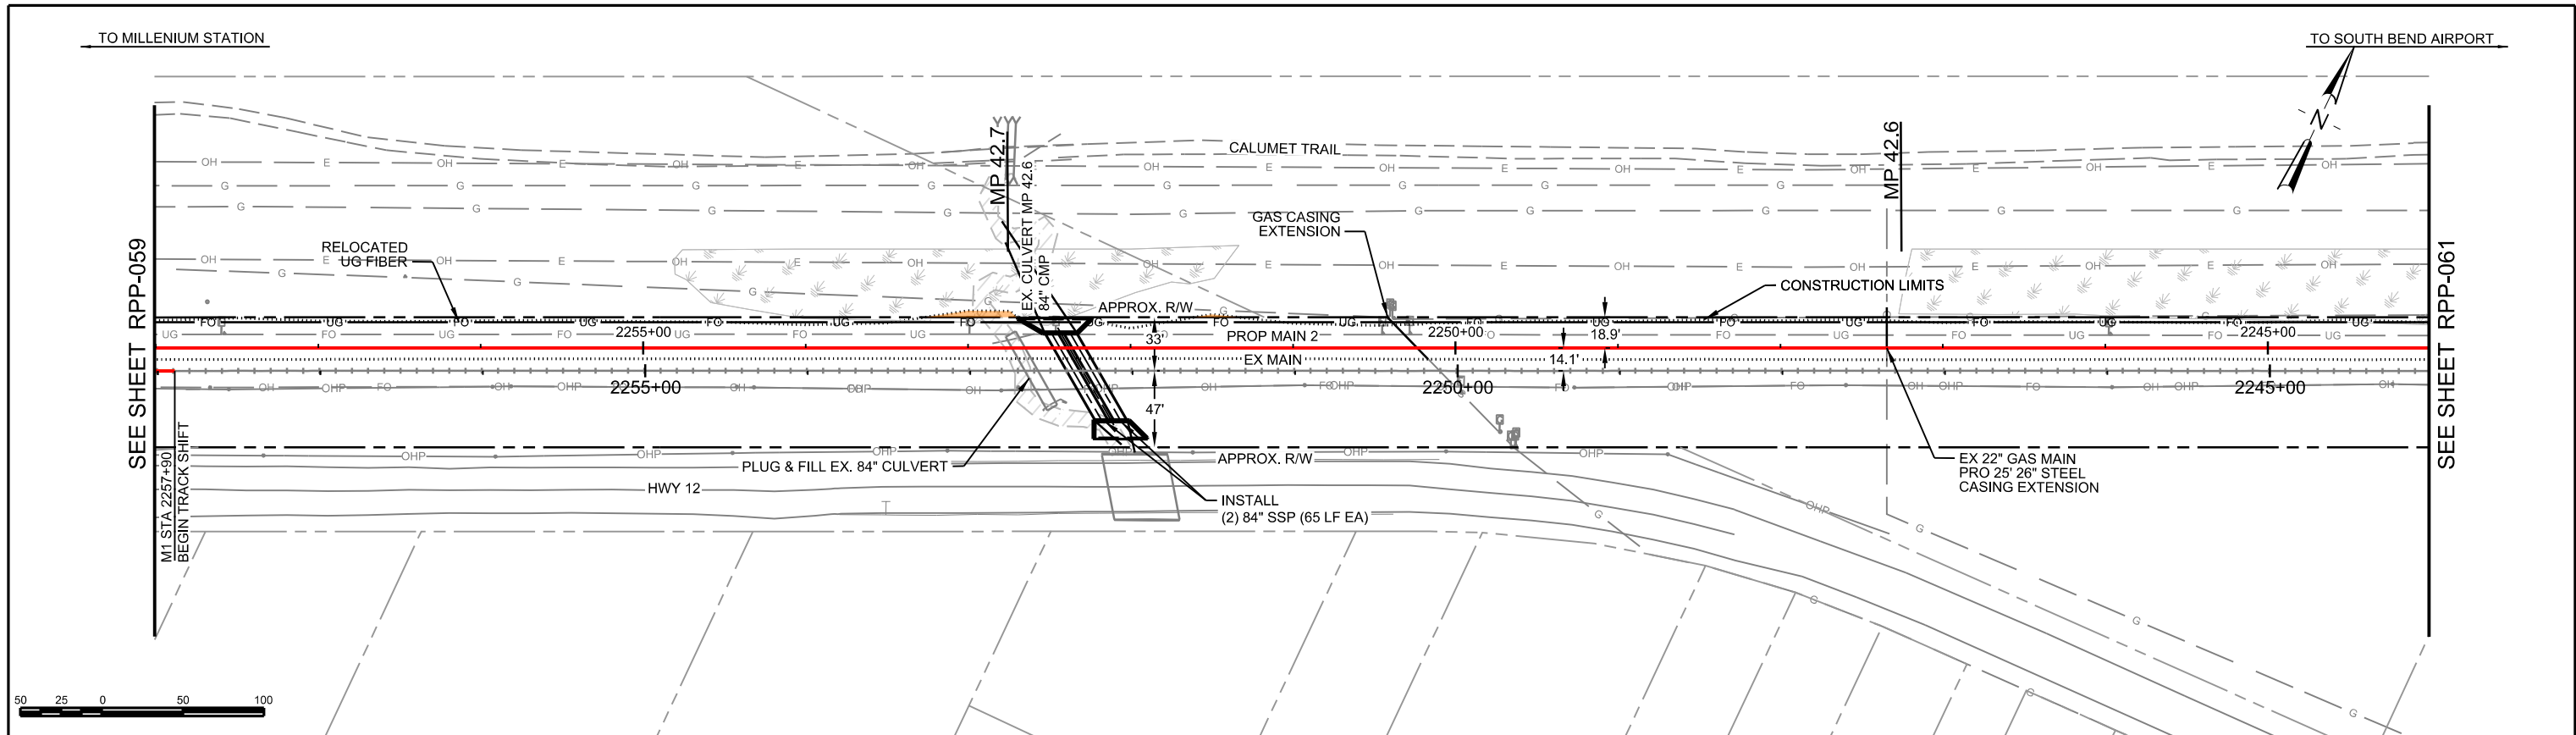 TO MILLENIUM STATION
TO SOUTH BEND AIRPORT
N
CALUMET TRAIL
MP 42.7
MP 42.6
EX. CULVERT MP 42.6
84" CMP
GAS CASING
EXTENSION
RELOCATED
UG FIBER
CONSTRUCTION LIMITS
APPROX. R/W
SEE SHEET RPP-059
SEE SHEET RPP-061
2255+00
2250+00
2245+00
33'
PROP MAIN 2
18.9'
EX MAIN
14.1'
2255+00
2250+00
2245+00
47'
M1 STA 2257+90
BEGIN TRACK SHIFT
PLUG & FILL EX. 84" CULVERT
APPROX. R/W
EX 22" GAS MAIN
PRO 25' 26" STEEL
CASING EXTENSION
HWY 12
INSTALL
(2) 84" SSP (65 LF EA)
50 25 0 50 100